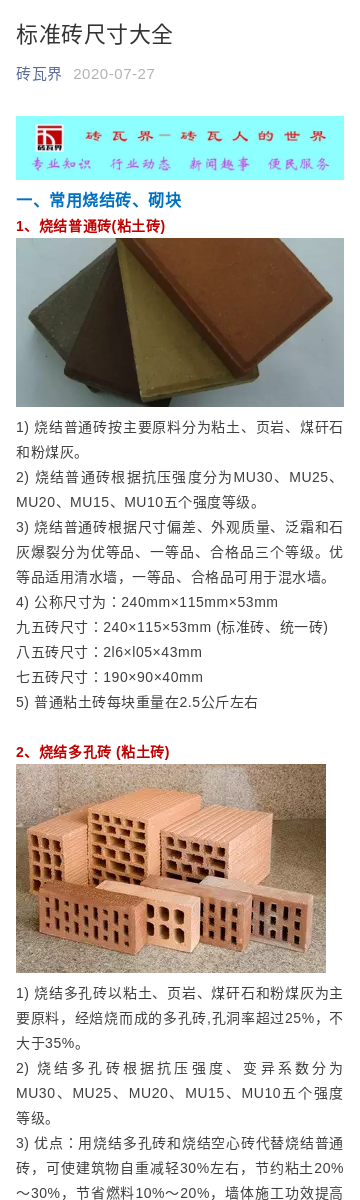 标准砖尺寸大全
砖瓦界 2020-07-27
砖瓦界
砖瓦界—砖瓦人的世界
专业知识 行业动态 新闻趣事 便民服务
一、常用烧结砖、砌块
1、烧结普通砖(粘土砖)
1) 烧结普通砖按主要原料分为粘土、页岩、煤矸石
和粉煤灰。
2) 烧结普通砖根据抗压强度分为MU30、MU25、
MU20、MU15、MU10五个强度等级。
3) 烧结普通砖根据尺寸偏差、外观质量、泛霜和石
灰爆裂分为优等品、一等品、合格品三个等级。优
等品适用清水墙，一等品、合格品可用于混水墙。
4) 公称尺寸为：240mm×115mm×53mm
九五砖尺寸：240×115×53mm (标准砖、统一砖)
八五砖尺寸：2l6×l05×43mm
七五砖尺寸：190×90×40mm
5) 普通粘土砖每块重量在2.5公斤左右
2、烧结多孔砖 (粘土砖)
1) 烧结多孔砖以粘土、页岩、煤矸石和粉煤灰为主
要原料，经焙烧而成的多孔砖,孔洞率超过25%，不
大于35%。
2) 烧结多孔砖根据抗压强度、变异系数分为
MU30、MU25、MU20、MU15、MU10五个强度
等级。
3) 优点：用烧结多孔砖和烧结空心砖代替烧结普通
砖，可使建筑物自重减轻30%左右，节约粘土20%
～30%，节省燃料10%～20%，墙体施工功效提高